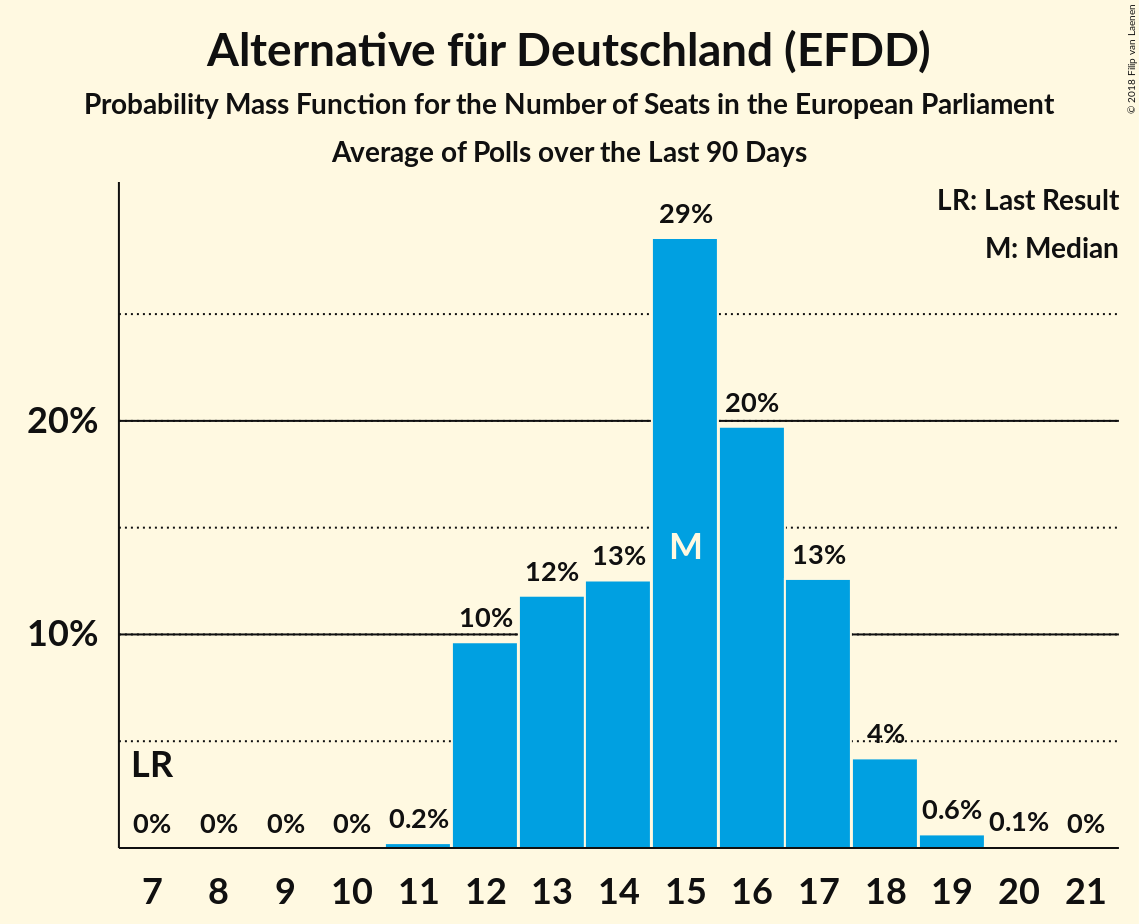 Alternative für Deutschland (EFDD)
Probability Mass Function for the Number of Seats in the European Parliament
Average of Polls over the Last 90 Days
© 2018 Filip van Laenen
LR: Last Result
M: Median
29%
20%
20%
M
13%
12%
13%
10%
10%
4%
LR
0%
0%
0%
0%
0.2%
0.6%
0.1%
0%
7 8 9 10 11 12 13 14 15 16 17 18 19 20 21